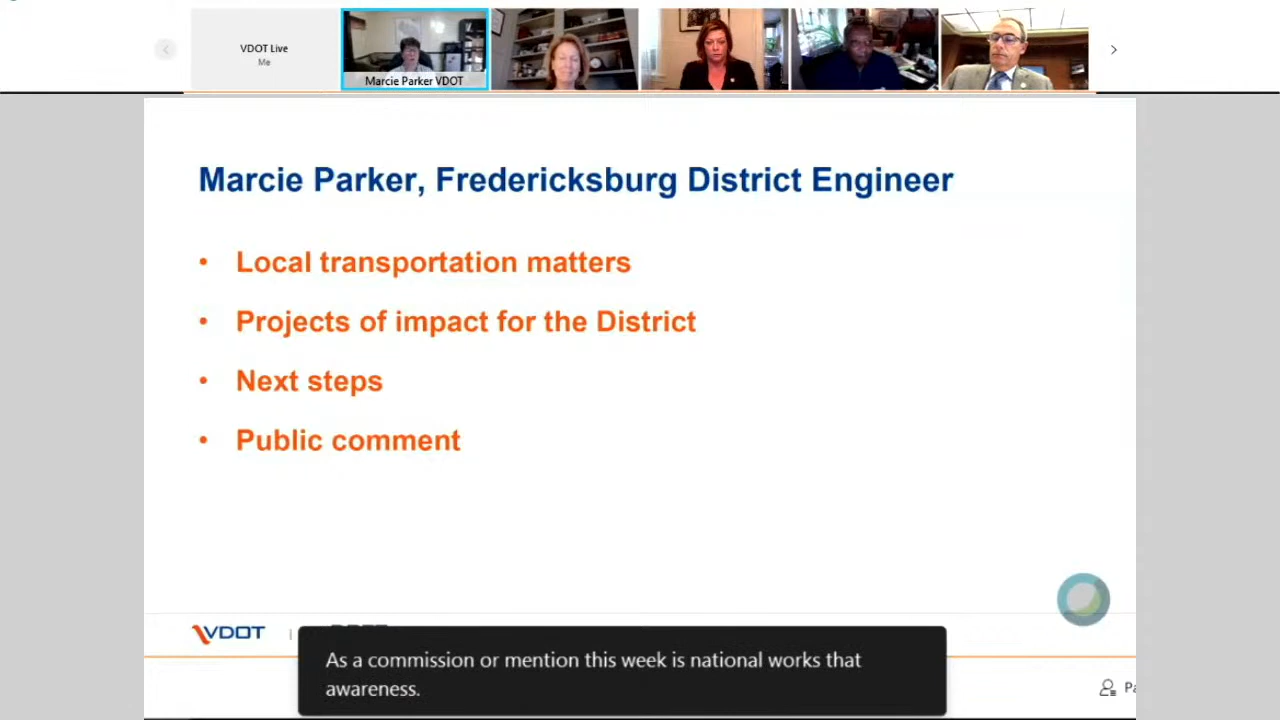 VDOT Live
Me
Marcie Parker VDOT
Marcie Parker, Fredericksburg District Engineer
• Local transportation matters
• Projects of impact for the District
• Next steps
• Public comment
VDOT
As a commission or mention this week is national works that
awareness.